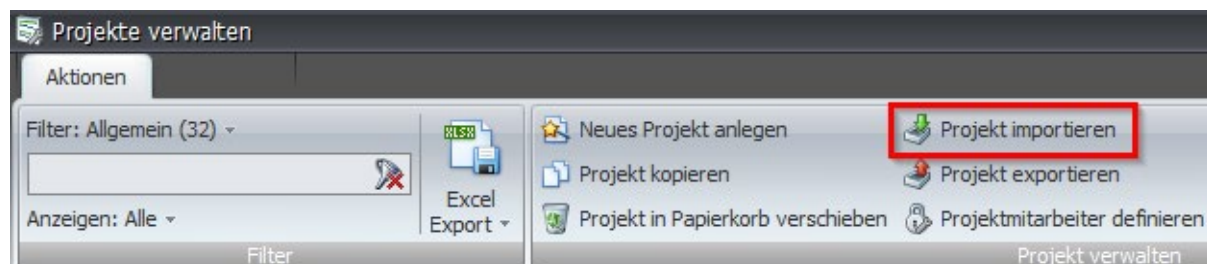 Projekte verwalten
Aktionen
Filter: Allgemein (32)
Anzeigen: Alle
XLSX
Excel
Export
Filter
Neues Projekt anlegen
Projekt kopieren
Projekt in Papierkorb verschieben
Projekt importieren
Projekt exportieren
Projektmitarbeiter definieren
Projekt verwalten